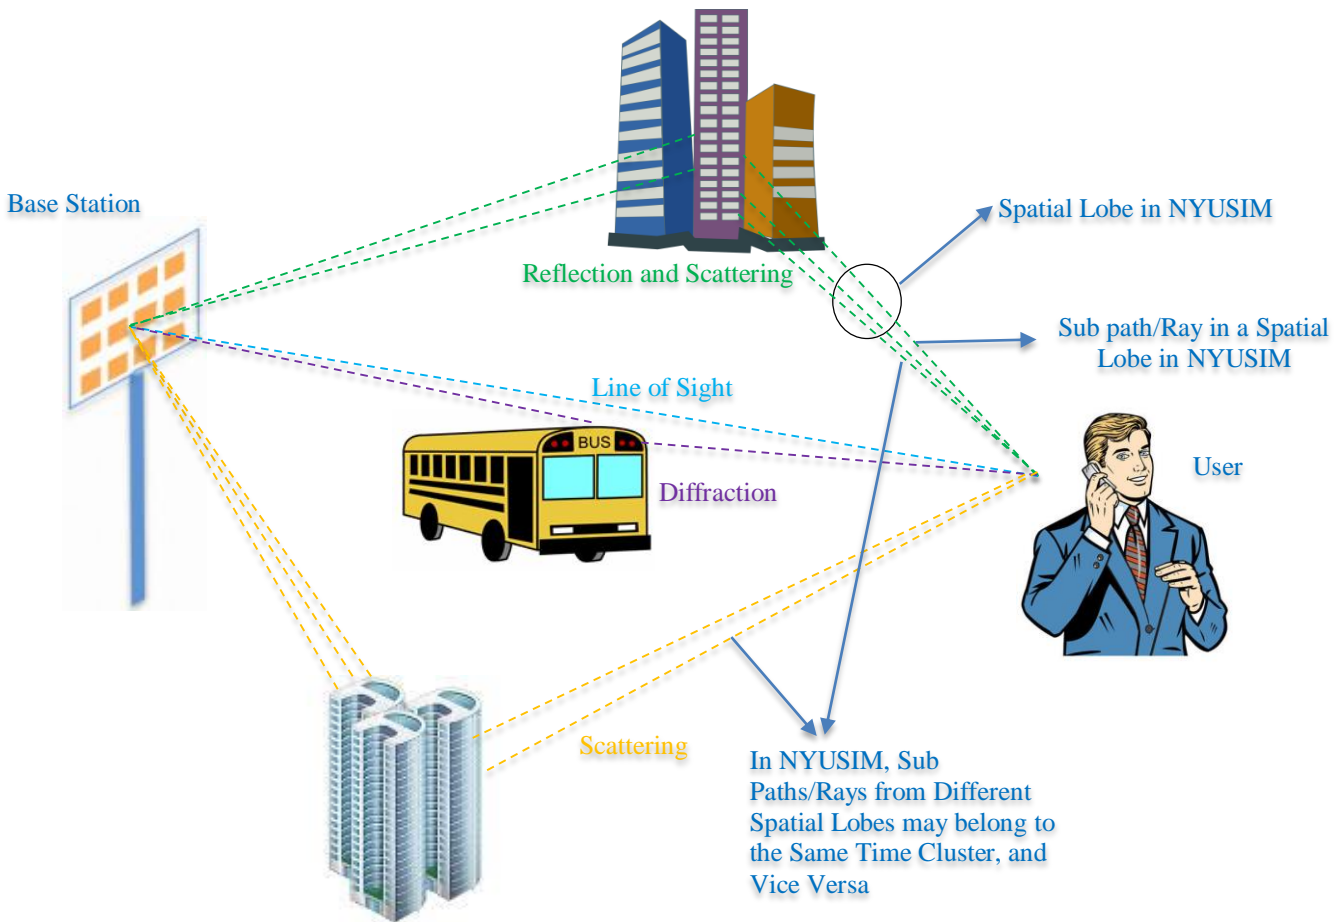 Base Station
Spatial Lobe in NYUSIM
Reflection and Scattering
Sub path/Ray in a Spatial
Lobe in NYUSIM
Line of Sight
BUS
User
Diffraction
Scattering
In NYUSIM, Sub
Paths/Rays from Different
Spatial Lobes may belong to
the Same Time Cluster, and
Vice Versa